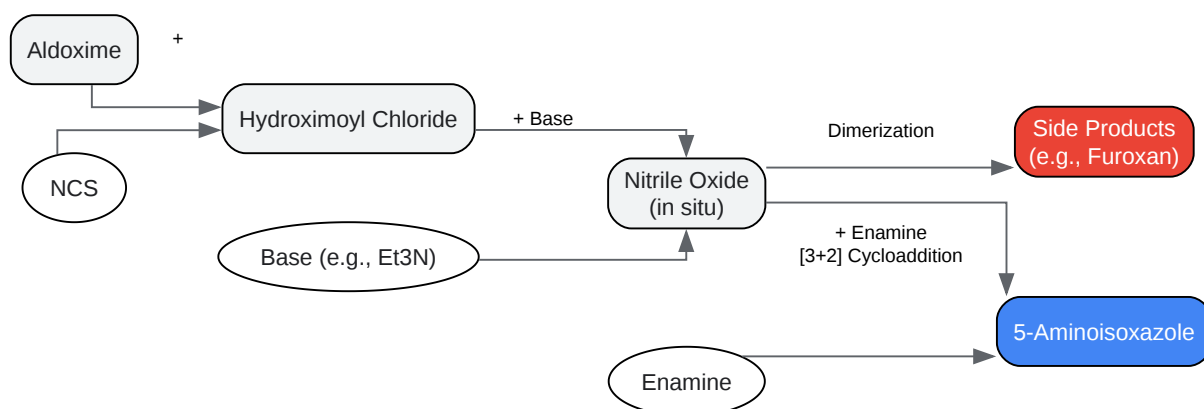 Aldoxime
+
Hydroximoyl Chloride
+ Base
NCS
Dimerization
Side Products
(e.g., Furoxan)
Nitrile Oxide
(in situ)
Base (e.g., Et3N)
+ Enamine
[3+2] Cycloaddition
5-Aminoisoxazole
Enamine